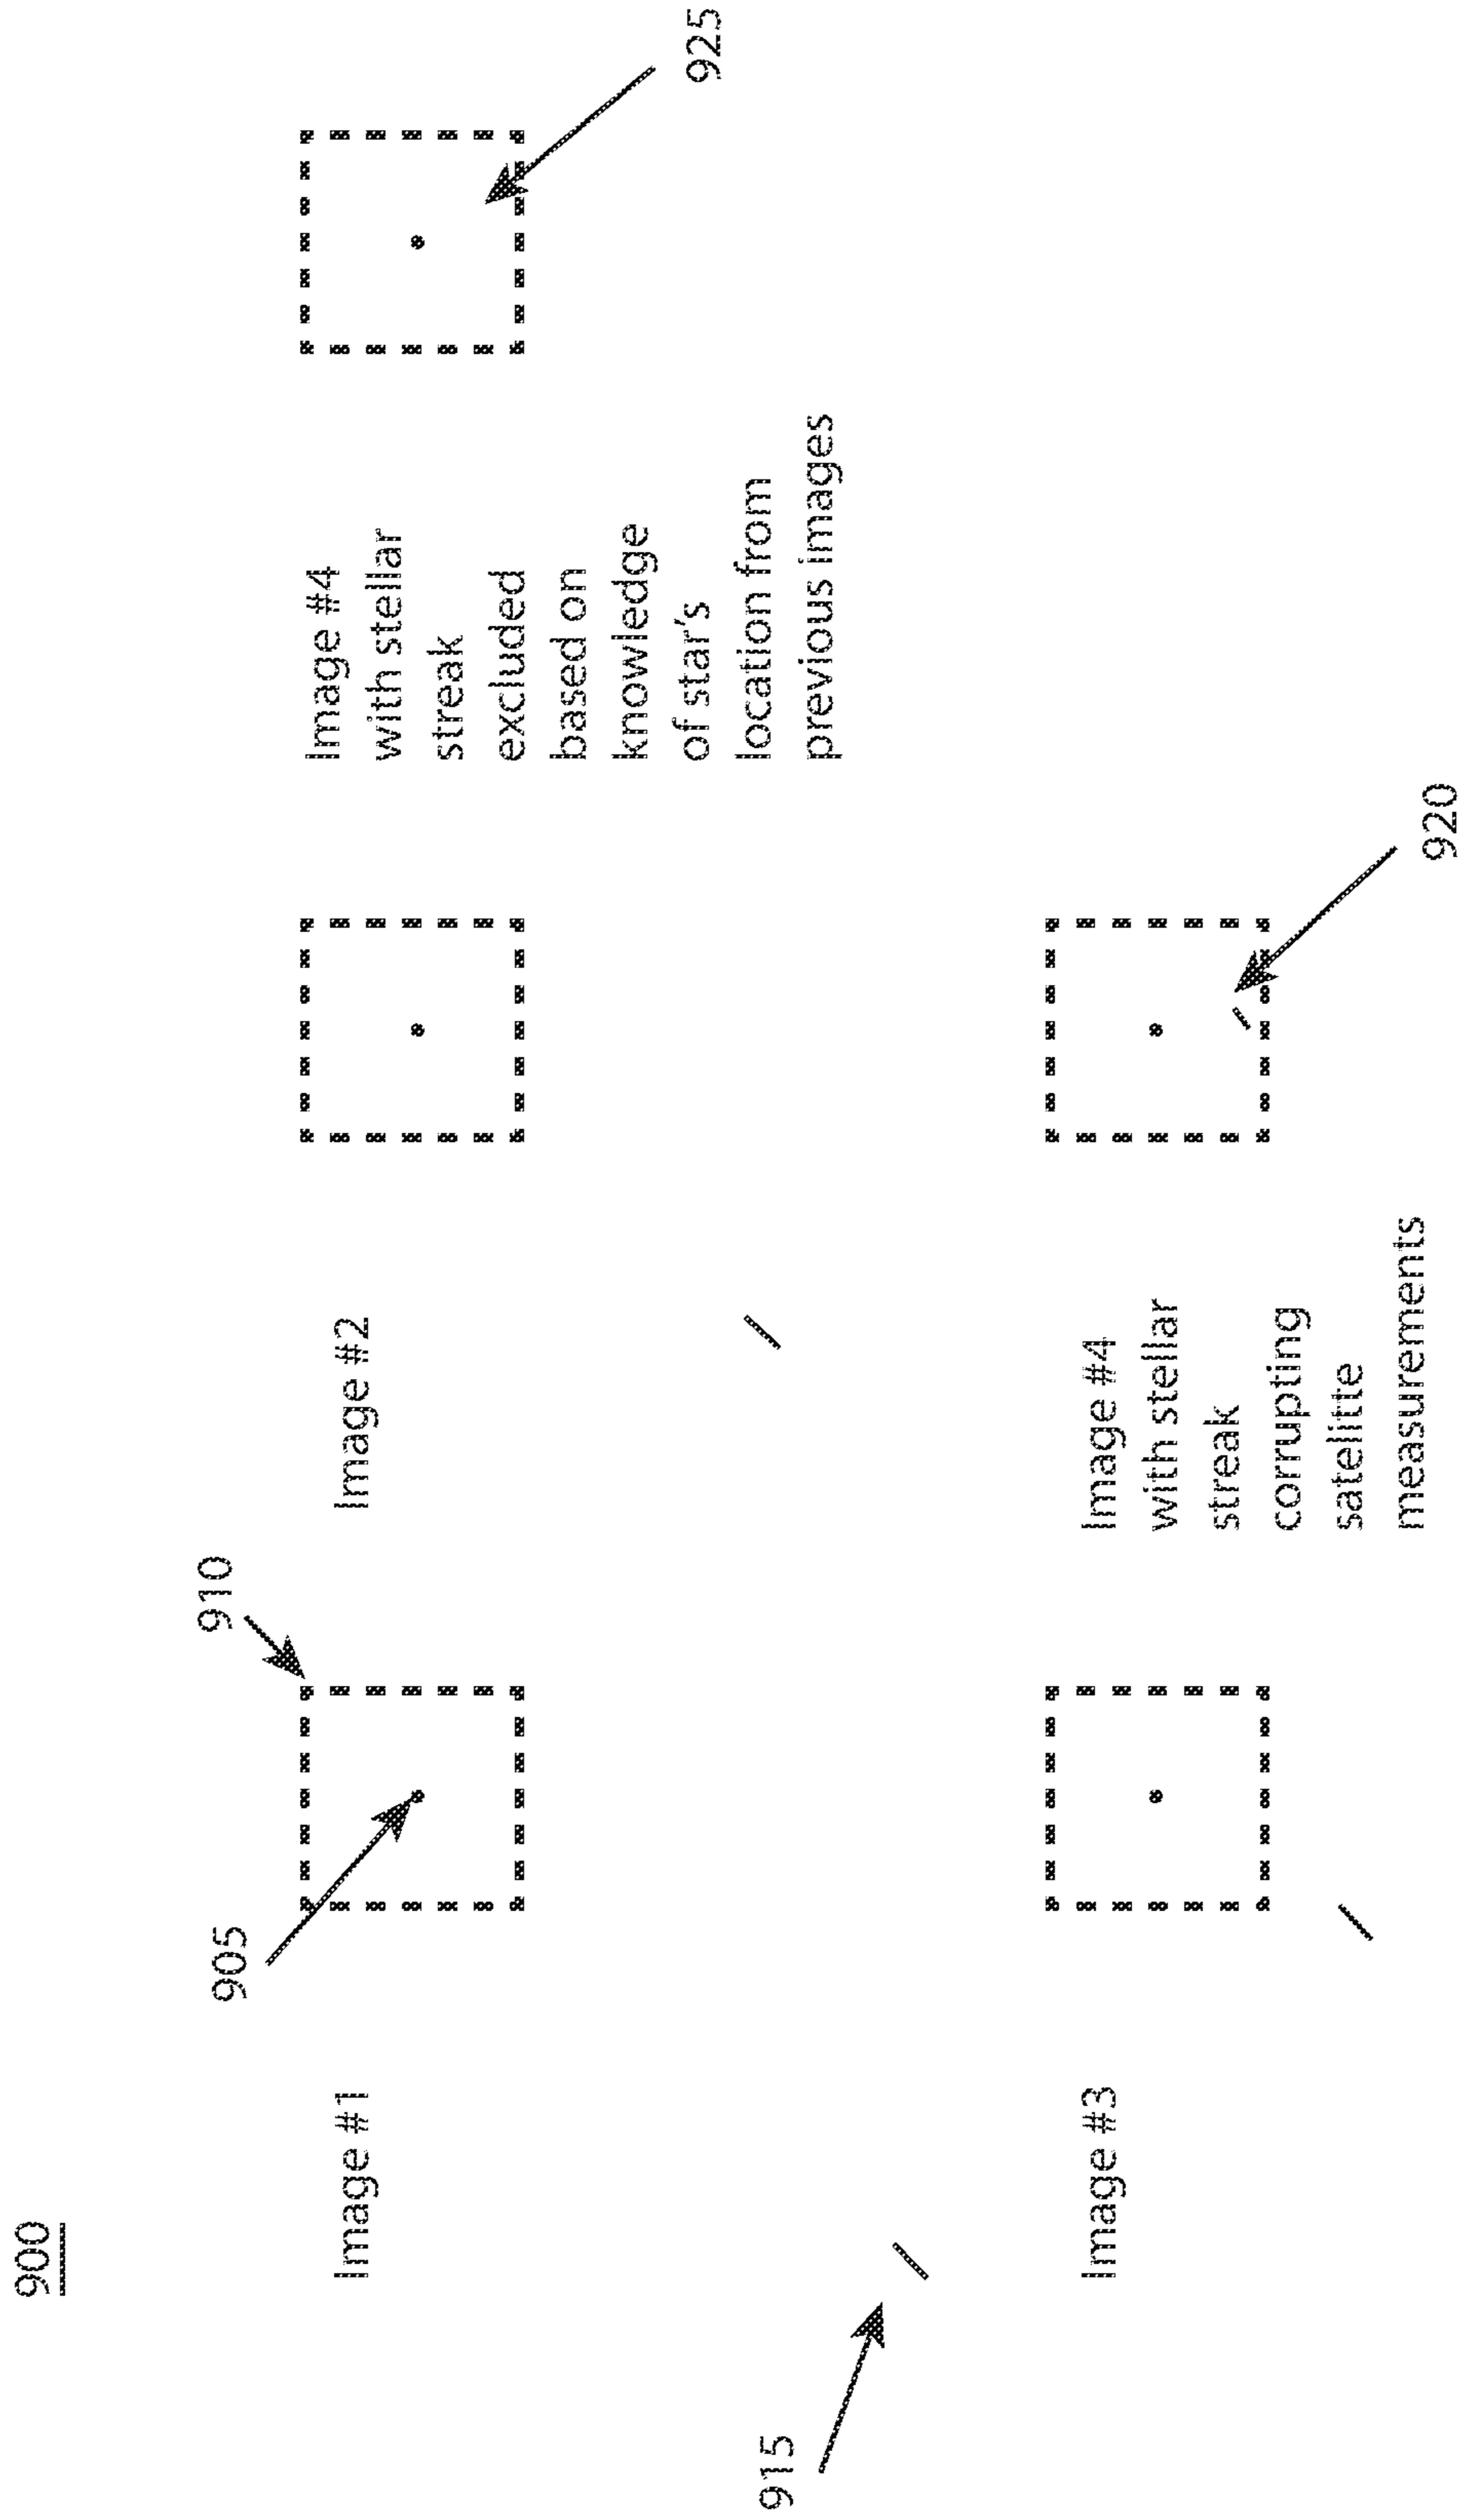 900
905
910
Image #1
Image #2
Image #4
with stellar
streak
excluded
based on
knowledge
of star's
location from
previous images
925
915
Image #3
Image #4
with stellar
streak
corrupting
satelitte
measurements
920